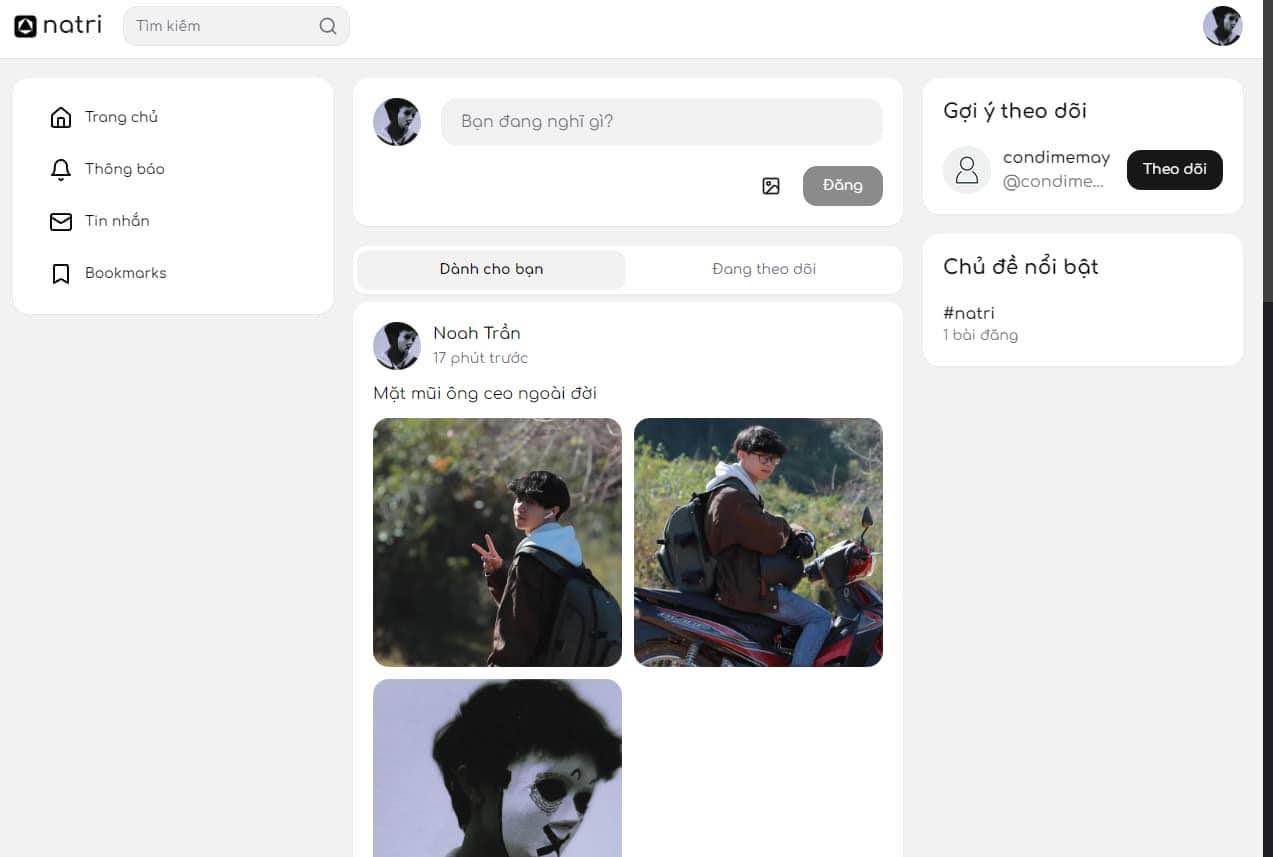 natri
Tìm kiếm
Trang chủ
Thông báo
Tin nhắn
Bookmarks
Bạn đang nghĩ gì?
Đăng
Dành cho bạn
Đang theo dõi
Noah Trần
17 phút trước
Mặt mũi ông ceo ngoài đời
Gợi ý theo dõi
condimemay
@condime...
Theo dõi
Chủ đề nổi bật
#natri
1 bài đăng